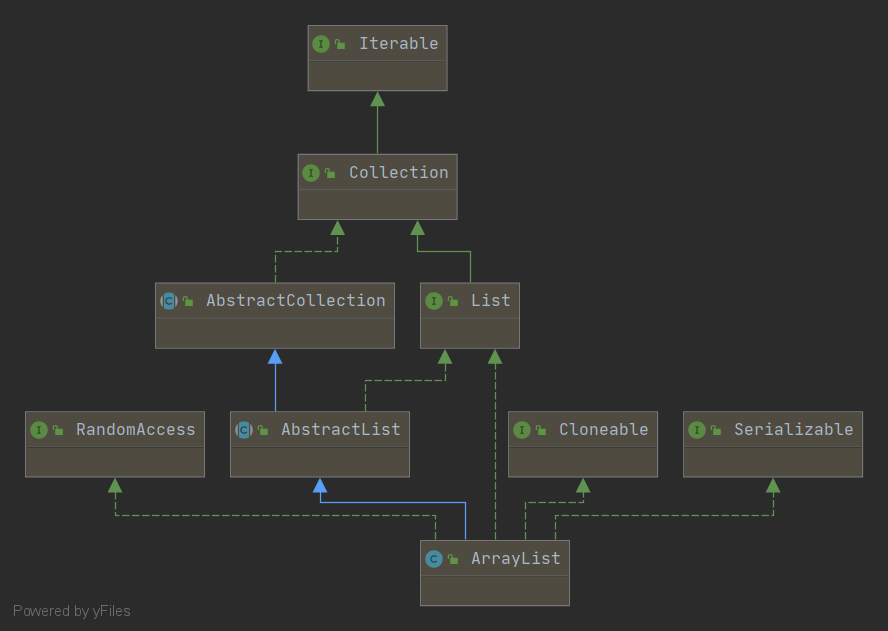 I Iterable
I Collection
C AbstractCollection
I List
I RandomAccess
C AbstractList
I Cloneable
I Serializable
C ArrayList
Powered by yFiles